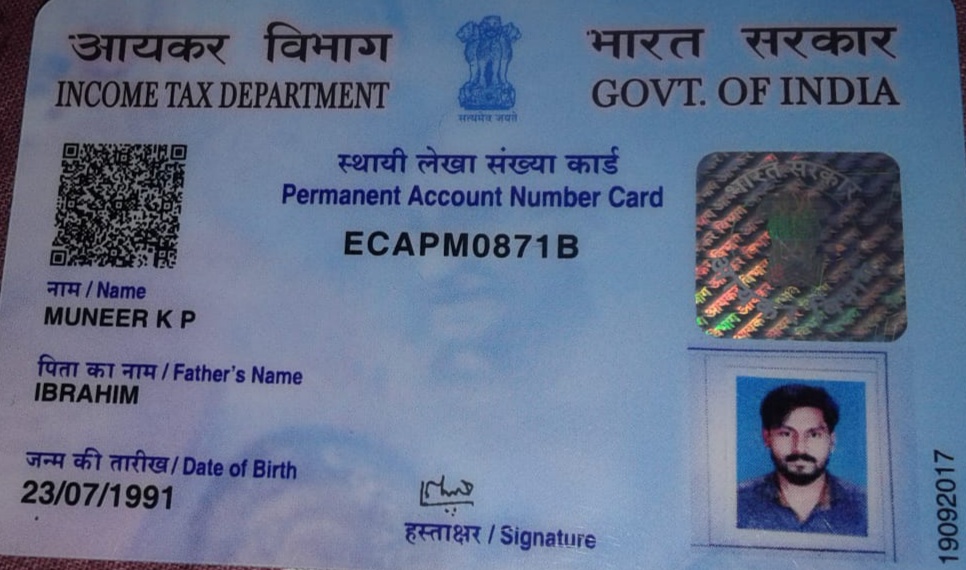 आयकर विभाग
INCOME TAX DEPARTMENT
सत्यमेव जयते
भारत सरकार
GOVT. OF INDIA
स्थायी लेखा संख्या कार्ड
Permanent Account Number Card
ECAPM0871B
भारत सरकार
नाम / Name
MUNEER K P
पिता का नाम / Father's Name
IBRAHIM
जन्म की तारीख / Date of Birth
23/07/1991
हस्ताक्षर / Signature
19092017